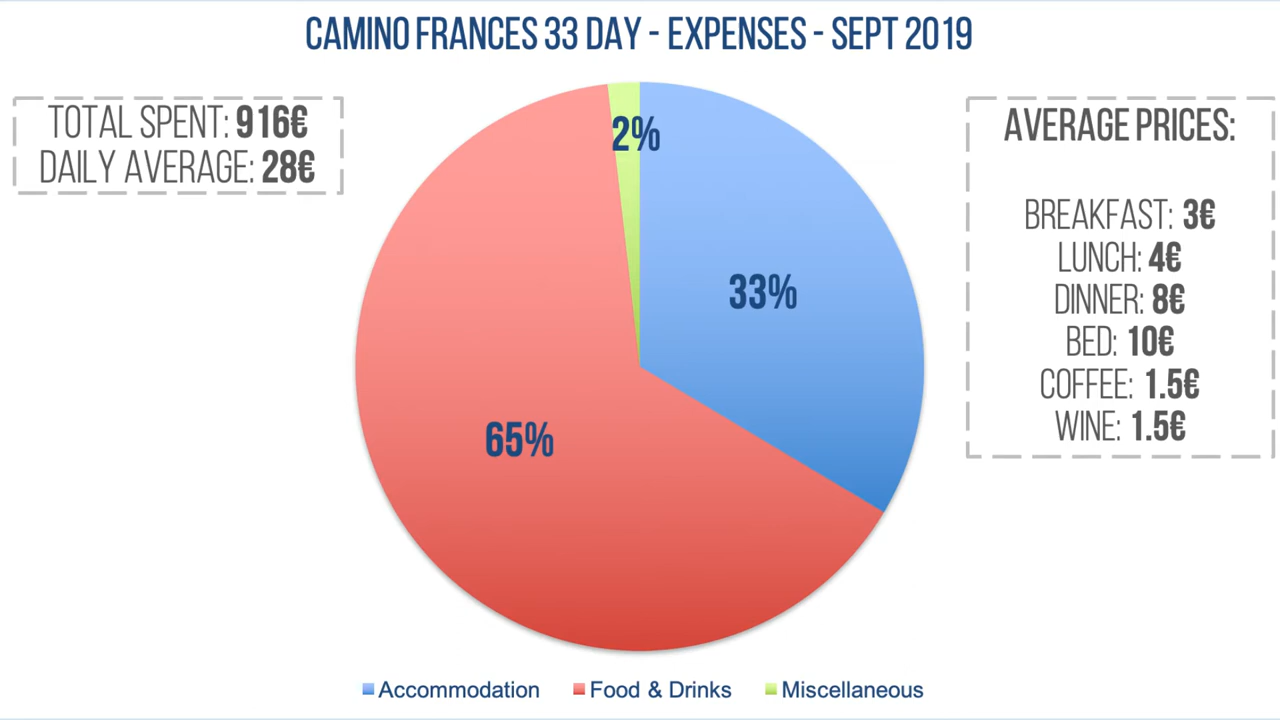 CAMINO FRANCES 33 DAY - EXPENSES - SEPT 2019
TOTAL SPENT: 916€
DAILY AVERAGE: 28€
2%
33%
65%
AVERAGE PRICES:
BREAKFAST: 3€
LUNCH: 4€
DINNER: 8€
BED: 10€
COFFEE: 1.5€
WINE: 1.5€
Accommodation
Food & Drinks
Miscellaneous